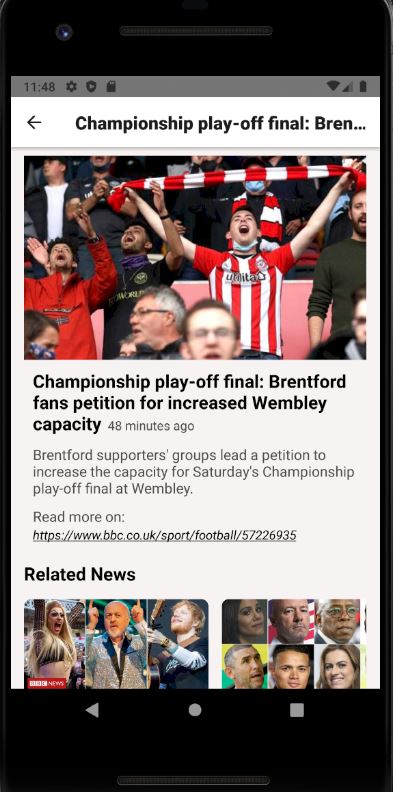 11:48
Championship play-off final: Bren...
utilita
Championship play-off final: Brentford
fans petition for increased Wembley
capacity 48 minutes ago
Brentford supporters' groups lead a petition to
increase the capacity for Saturday's Championship
play-off final at Wembley.
Read more on:
https://www.bbc.co.uk/sport/football/57226935
Related News
BBC NEWS